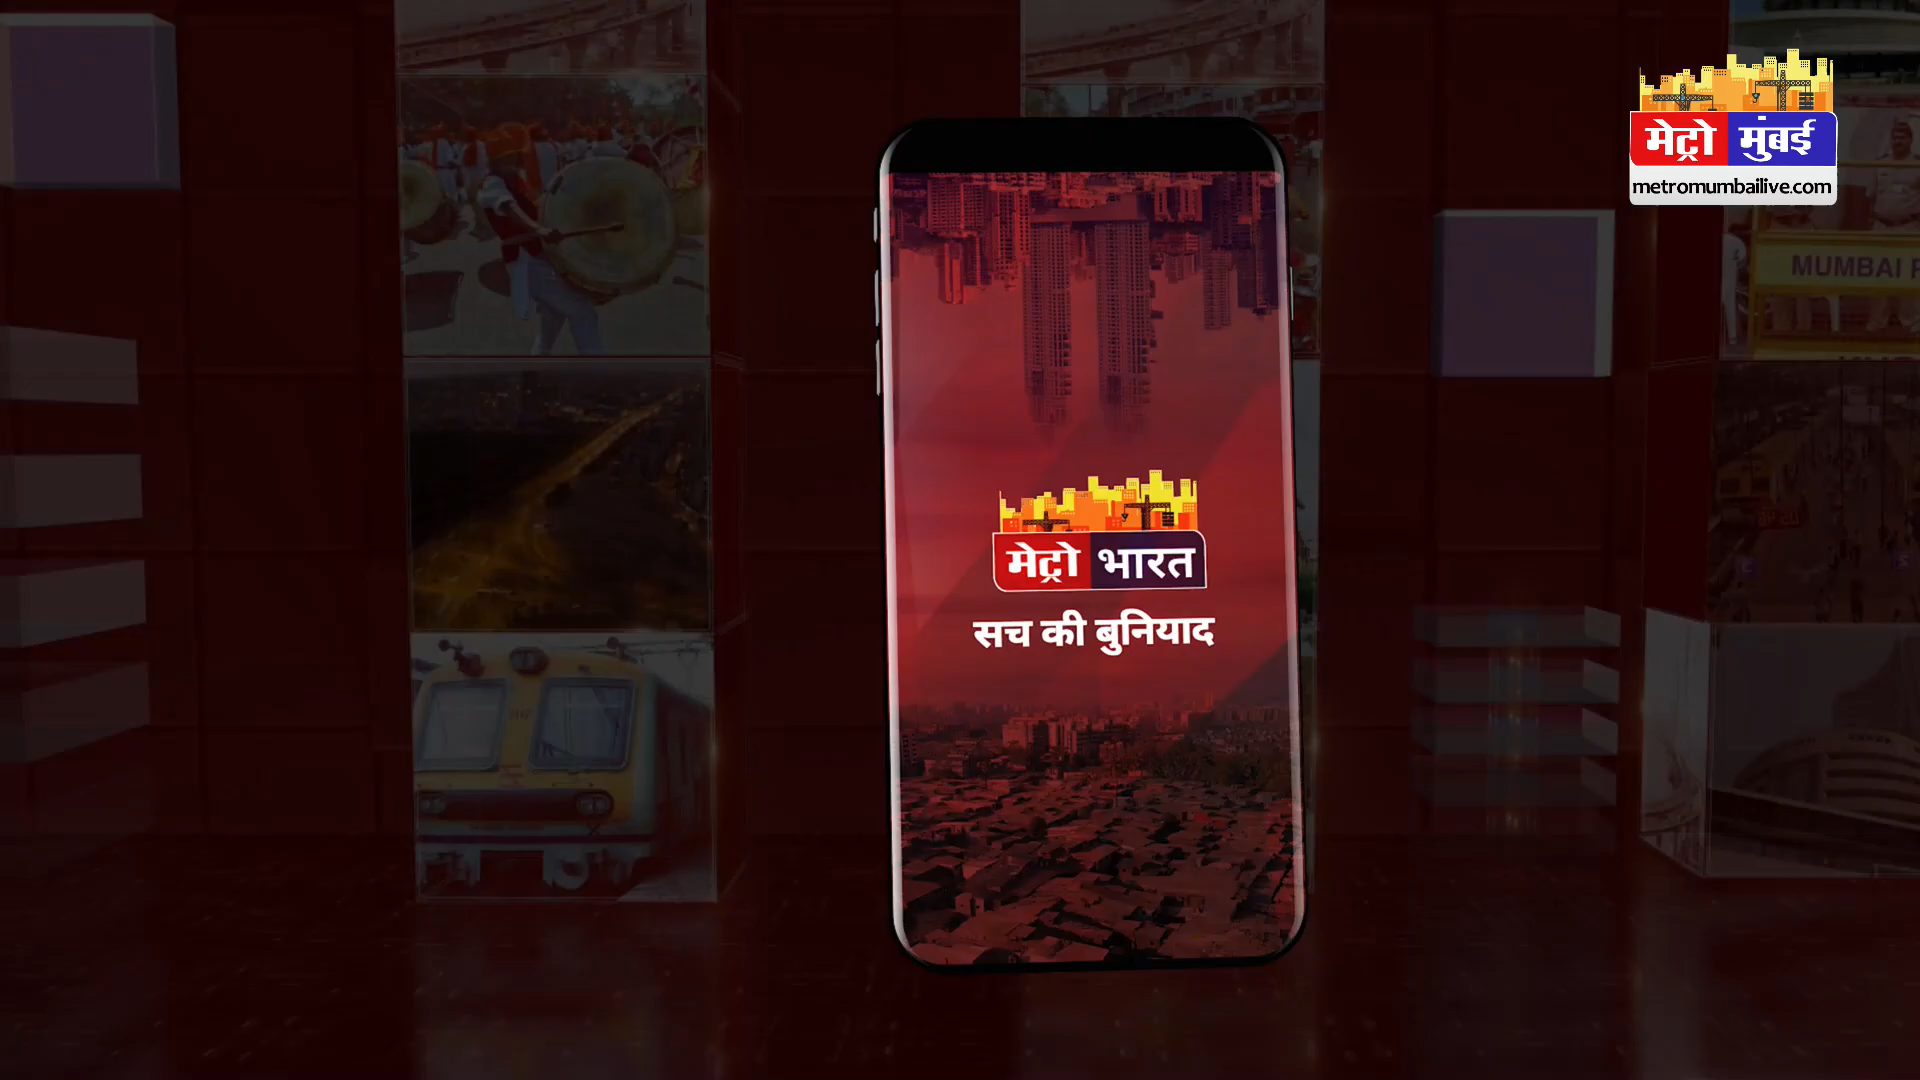 मेट्रो मुंबई
metromumbailive.com
MUMBAI
मेट्रो भारत
सच की बुनियाद